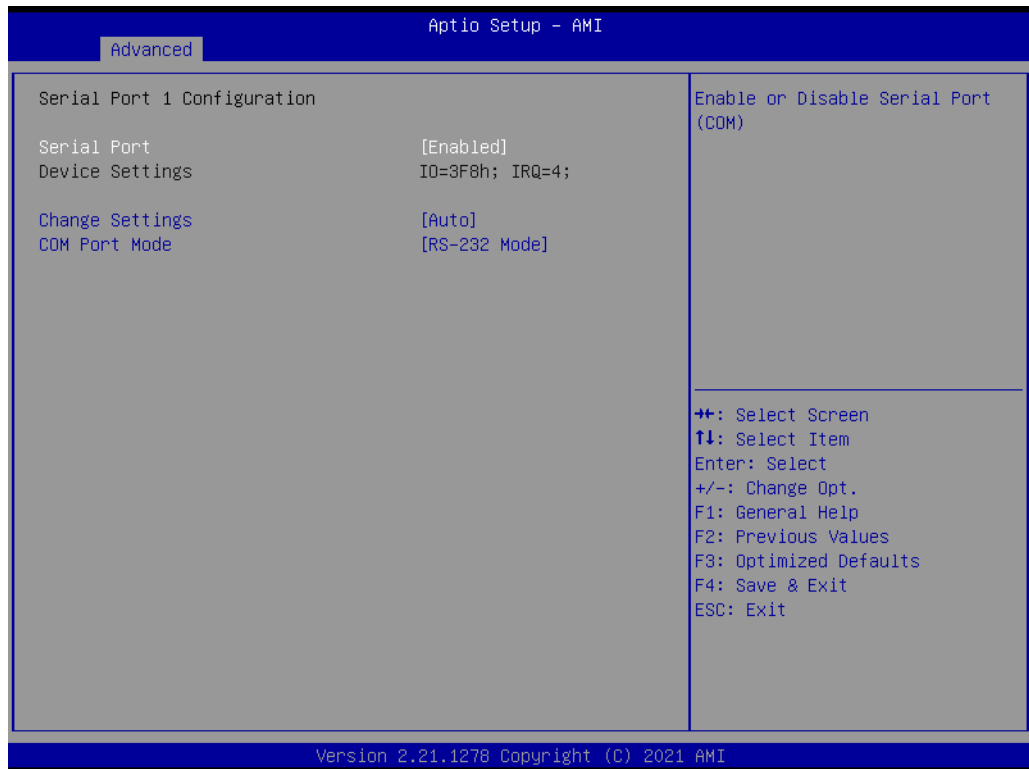 Aptio Setup – AMI
Advanced
Serial Port 1 Configuration
Serial Port [Enabled]
Device Settings IO=3F8h; IRQ=4;
Change Settings [Auto]
COM Port Mode [RS-232 Mode]
Enable or Disable Serial Port
(COM)
→←: Select Screen
↑↓: Select Item
Enter: Select
+/-: Change Opt.
F1: General Help
F2: Previous Values
F3: Optimized Defaults
F4: Save & Exit
ESC: Exit
Version 2.21.1278 Copyright (C) 2021 AMI